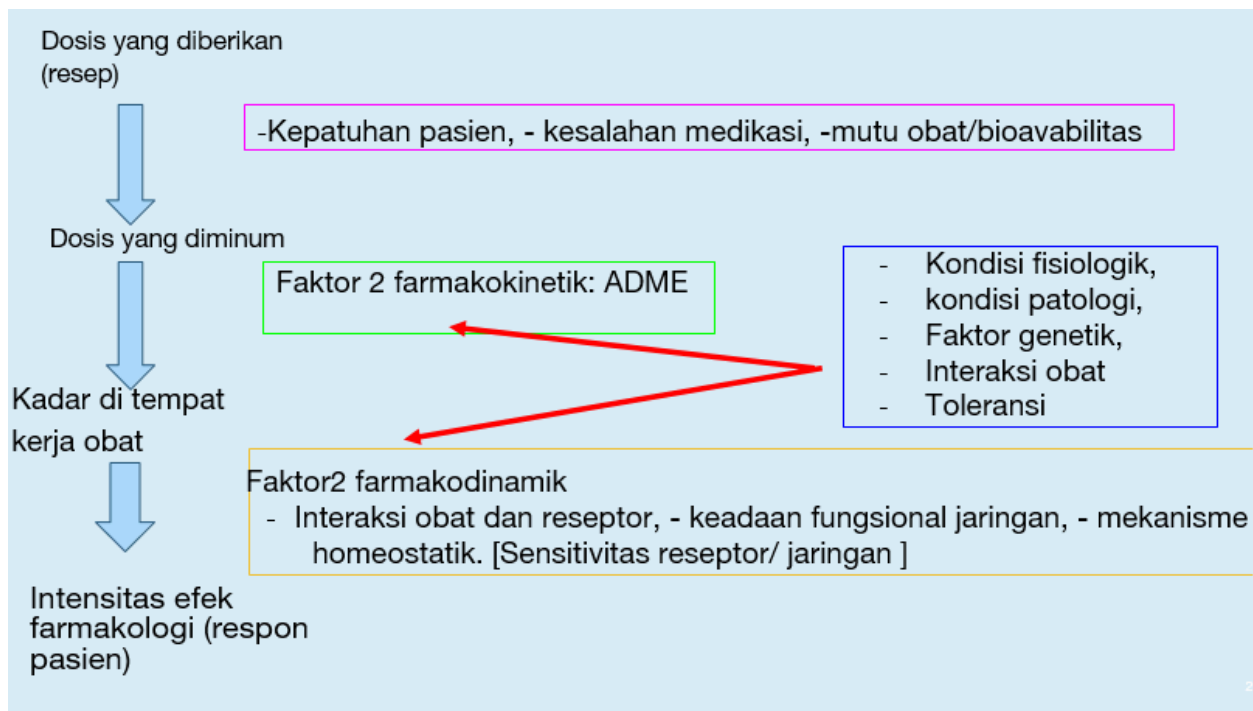 Dosis yang diberikan
(resep)
-Kepatuhan pasien, - kesalahan medikasi, -mutu obat/bioavabilitas
Dosis yang diminum
Faktor 2 farmakokinetik: ADME
- Kondisi fisiologik,
- kondisi patologi,
- Faktor genetik,
- Interaksi obat
- Toleransi
Kadar di tempat
kerja obat
Faktor2 farmakodinamik
- Interaksi obat dan reseptor, - keadaan fungsional jaringan, - mekanisme
homeostatik. [Sensitivitas reseptor/ jaringan ]
Intensitas efek
farmakologi (respon
pasien)